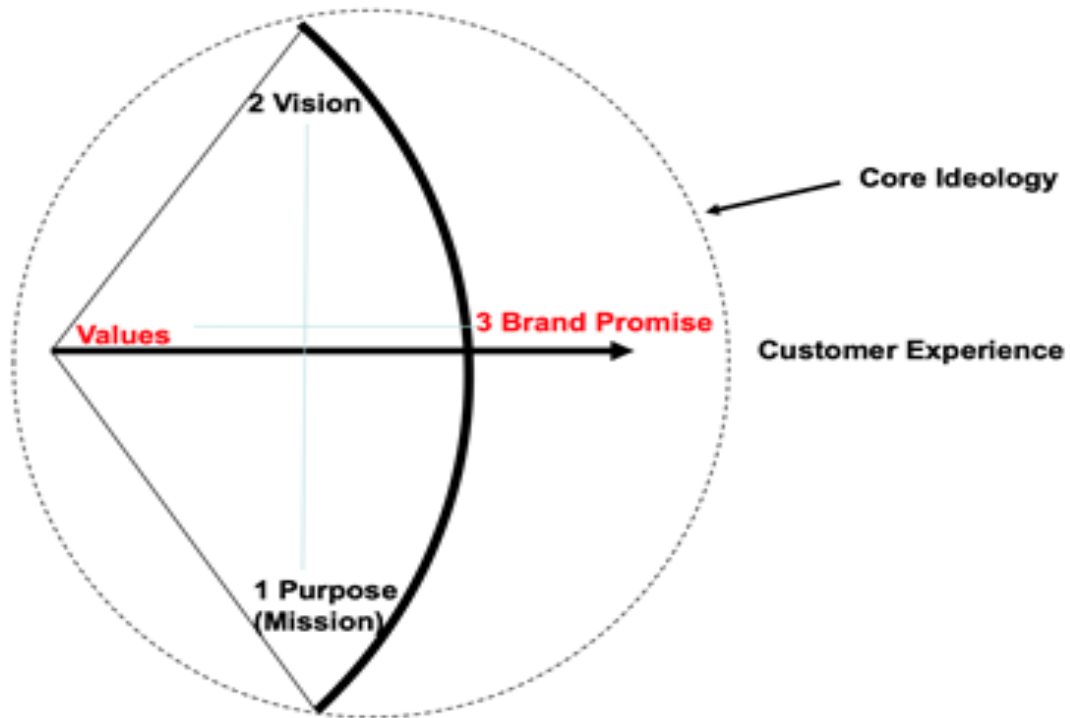 2 Vision
Core Ideology
3 Brand Promise
Values
Customer Experience
1 Purpose
(Mission)